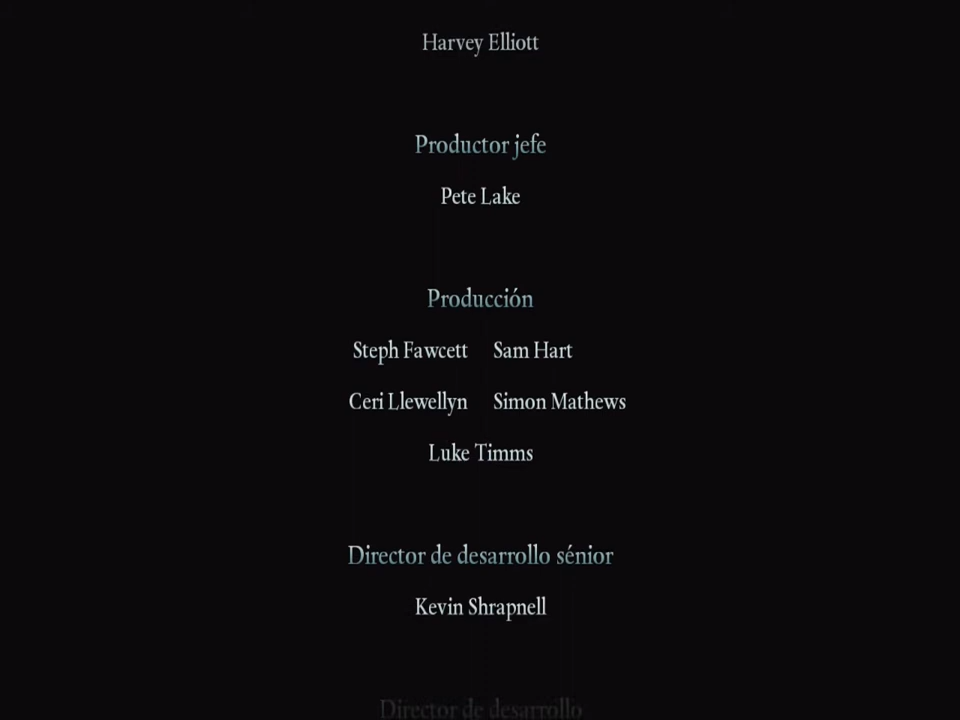 Harvey Elliott
Productor jefe
Pete Lake
Producción
Steph Fawcett Sam Hart
Ceri Llewellyn Simon Mathews
Luke Timms
Director de desarrollo sénior
Kevin Shrapnell
Director de desarrollo